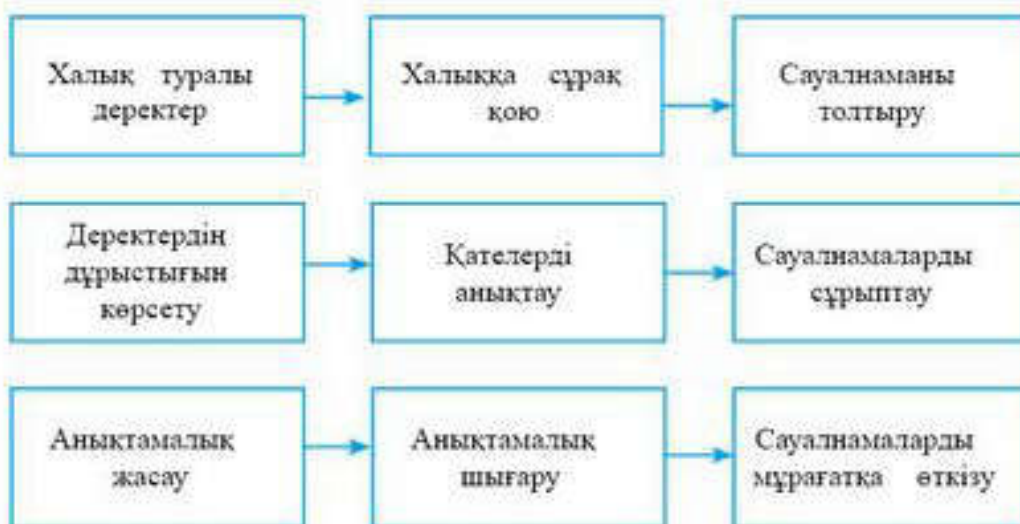 Халық туралы
деректер
Халыққа сұрақ
қою
Сауалнаманы
толтыру
Деректердің
дұрыстығын
көрсету
Қателерді
анықтау
Сауалнамаларды
сұрыптау
Анықтамалық
жасау
Анықтамалық
шығару
Сауалнамаларды
мұрағатқа өткізу